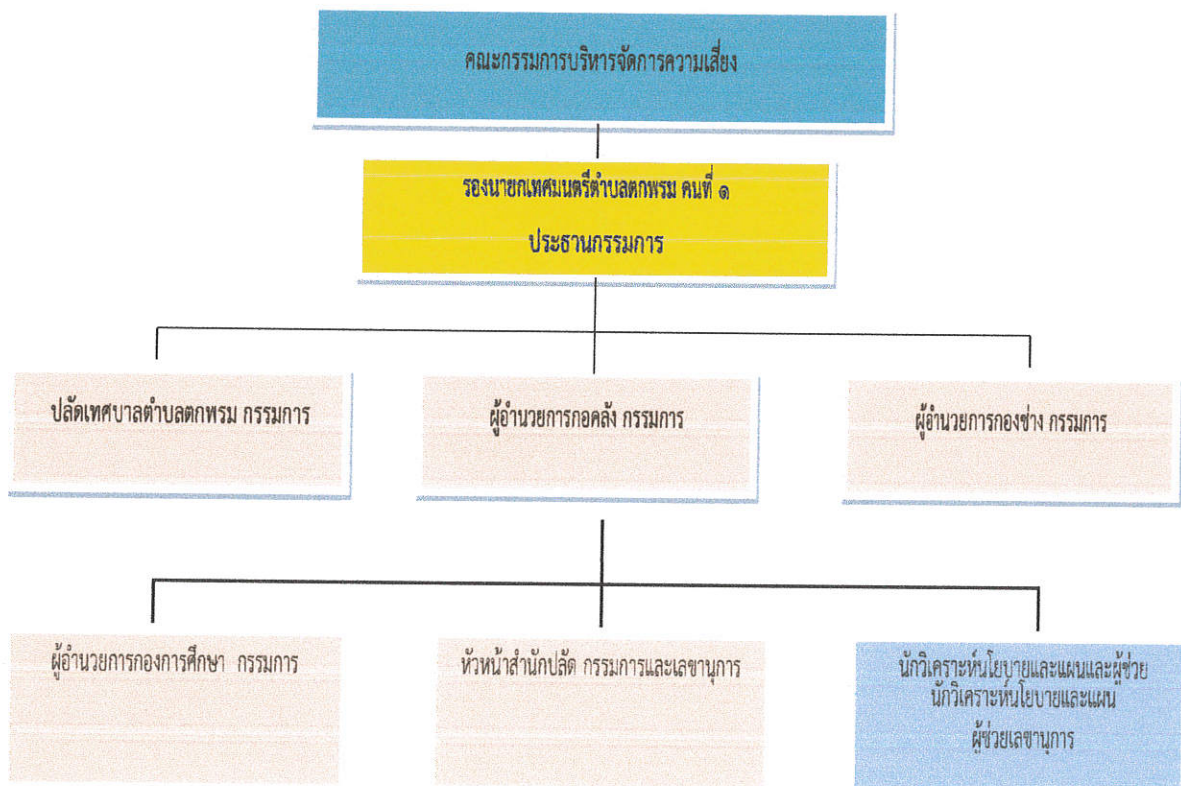 คณะกรรมการบริหารจัดการความเสี่ยง
รองนายกเทศมนตรีตำบลตกพรม คนที่ ๑
ประธานกรรมการ
ปลัดเทศบาลตำบลตกพรม กรรมการ
ผู้อำนวยการกอคลัง กรรมการ
ผู้อำนวยการกองช่าง กรรมการ
ผู้อำนวยการกองการศึกษา กรรมการ
หัวหน้าสำนักปลัด กรรมการและเลขานุการ
นักวิเคราะห์นโยบายและแผนและผู้ช่วย
นักวิเคราะห์นโยบายและแผน
ผู้ช่วยเลขานุการ